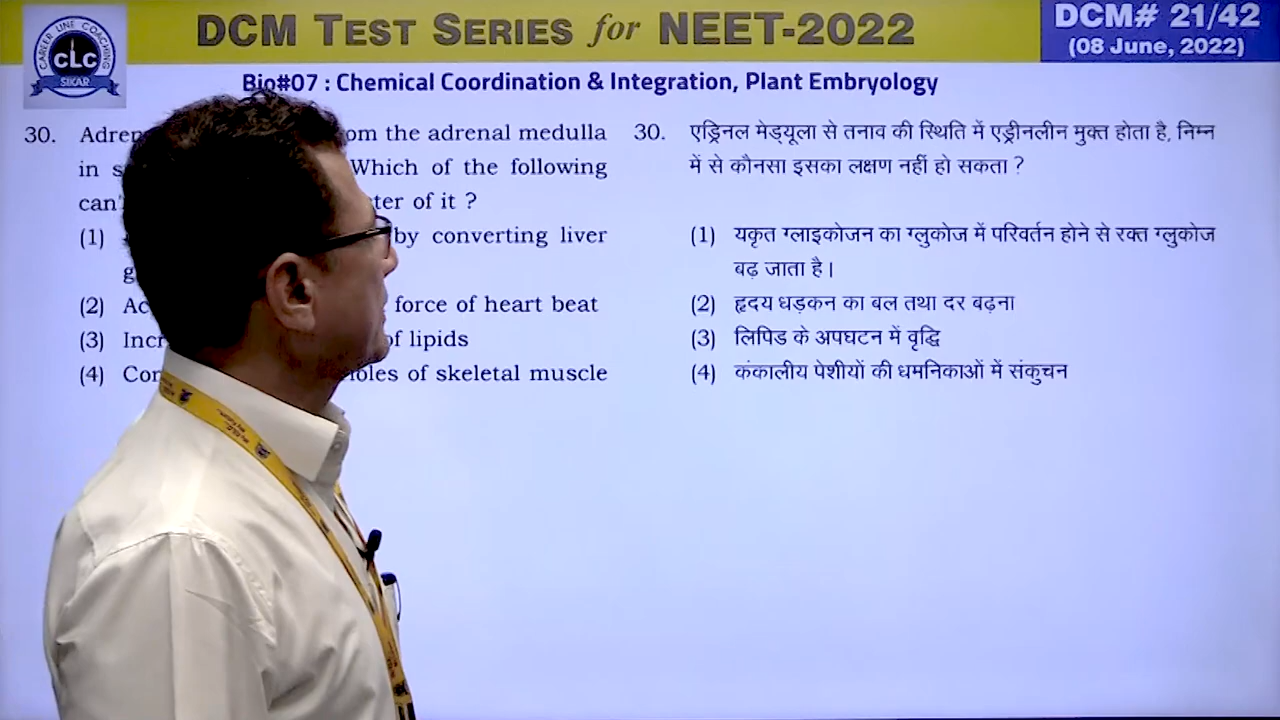 DCM TEST SERIES for NEET-2022
DCM# 21/42
(08 June, 2022)
CAREER LINE COACHING
CLC
SIKAR
Bio#07 : Chemical Coordination & Integration, Plant Embryology
30. om the adrenal medulla
in Which of the following
can' of it ?
(1) by converting liver
(2) force of heart beat
(3) of lipids
(4) of skeletal muscle
30. एड्रिनल मेड्यूला से तनाव की स्थिति में एड्रीनलीन मुक्त होता है, निम्न
में से कौनसा इसका लक्षण नहीं हो सकता ?
(1) यकृत ग्लाइकोजन का ग्लुकोज में परिवर्तन होने से रक्त ग्लुकोज
बढ़ जाता है।
(2) हृदय धड़कन का बल तथा दर बढ़ना
(3) लिपिड के अपघटन में वृद्धि
(4) कंकालीय पेशीयों की धमनिकाओं में संकुचन